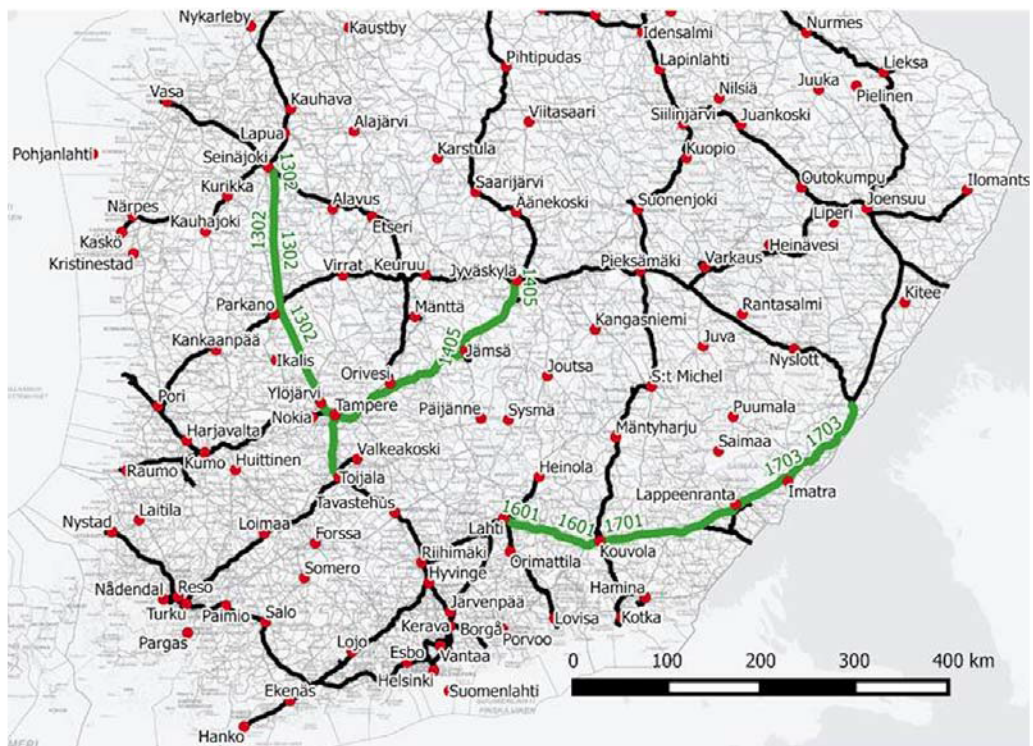 Nykarleby
Kaustby
Nurmes
Idensalmi
Pihtipudas
Lapinlahti
Lieksa
Juuka
Nilsiä
Pielinen
Vasa
Kauhava
Viitasaari
Siilinjärvi
Juankoski
Lapua
Alajärvi
Pohjanlahti
Seinäjoki
Karstula
Kuopio
1302
Kurikka
Saarijärvi
Outokumpu
Ilomants
Närpes
Alavus
Äänekoski
Suonenjoki
Joensuu
Kauhajoki
Etseri
Liperi
Kasko
1302
1302
Heinävesi
Kristinestad
Virrat
Keuruu
Jyväskylä
Pieksämäki
Varkaus
1405
Kitee
Parkano
Mänttä
Rantasalmi
1302
Kangasniemi
Kankaanpää
1405
Jämsä
Juva
Nyslott
Ikalis
Orivesi
Joutsa
S:t Michel
Ylöjärvi
Pori
Nokia
Tampere
Päijänne
Sysmä
Puumala
Harjavalta
Mäntyharju
1703
Valkeakoski
Saimaa
Kumo
Huittinen
Heinola
1703
Raumo
Toijala
Imatra
Tavastehus
Lappeenranta
Laitila
1601
Nystad
Loimaa
Lahti
1601
1701
Forssa
Kouvola
Riihimäki
Orimattila
Somero
Hyvinge
Hamina
Nådendal
Reso
Turku
Paimio
Salo
Järvenpää
Kerava
Borgå
Porvoo
Lovisa
Kotka
Pargas
Lojo
Esbo
Vantaa
0 100 200 300 400 km
Helsinki
Suomenlahti
Ekenäs
Hanko